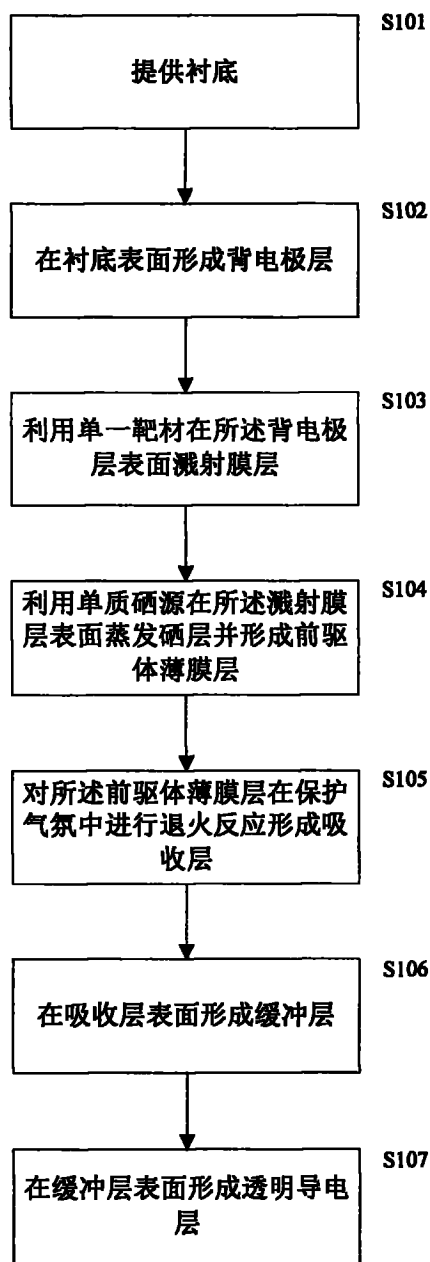 S101
提供衬底
S102
在衬底表面形成背电极层
S103
利用单一靶材在所述背电极
层表面溅射膜层
S104
利用单质硒源在所述溅射膜
层表面蒸发硒层并形成前驱
体薄膜层
S105
对所述前驱体薄膜层在保护
气氛中进行退火反应形成吸
收层
S106
在吸收层表面形成缓冲层
S107
在缓冲层表面形成透明导电
层